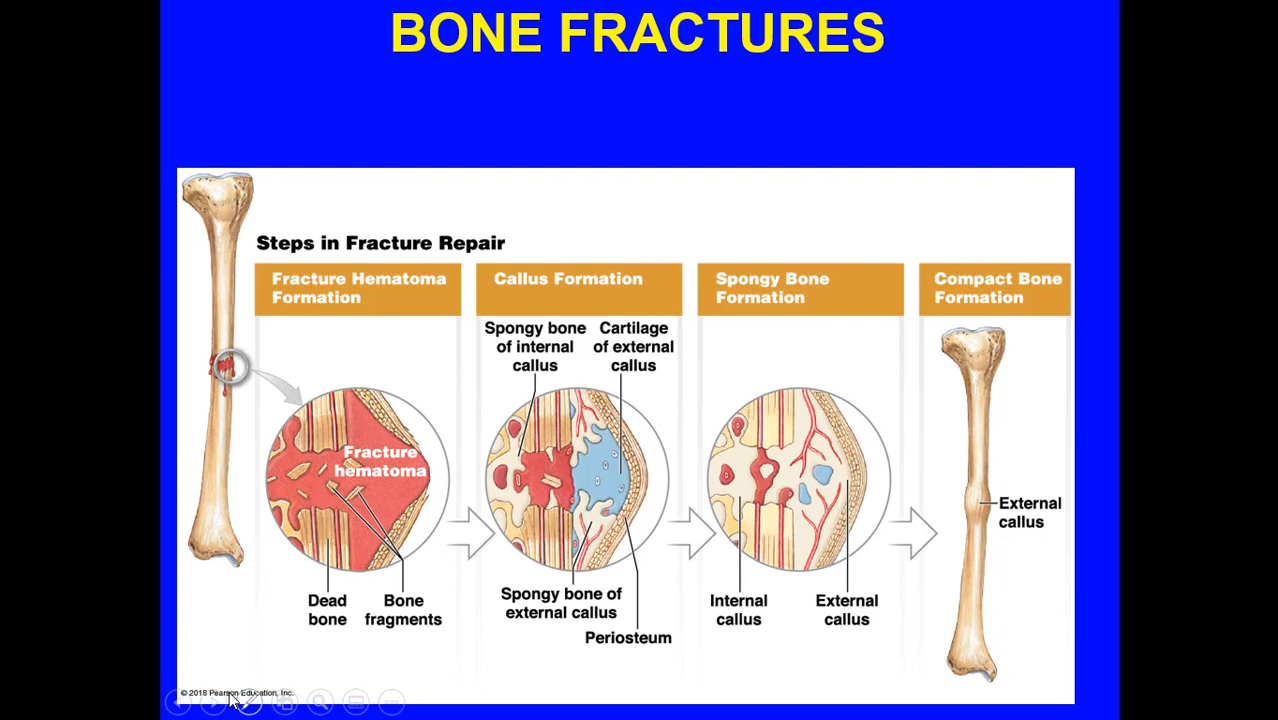 BONE FRACTURES
Steps in Fracture Repair
Fracture Hematoma
Formation
Callus Formation
Spongy Bone
Formation
Compact Bone
Formation
Spongy bone
of internal
callus
Cartilage
of external
callus
Fracture
hematoma
Dead
bone
Bone
fragments
Spongy bone of
external callus
Periosteum
Internal
callus
External
callus
External
callus
© 2018 Pearson Education, Inc.